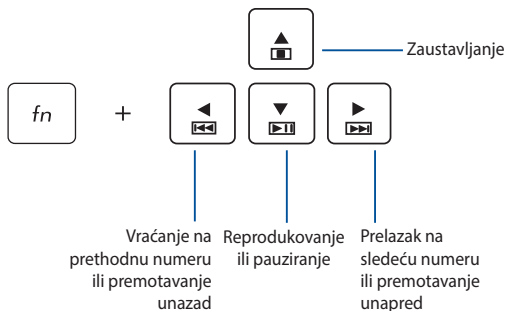 Zaustavljanje
fn +
Vraćanje na
prethodnu numeru
ili premotavanje
unazad
Reprodukovanje
ili pauziranje
Prelazak na
sledeću numeru
ili premotavanje
unapred